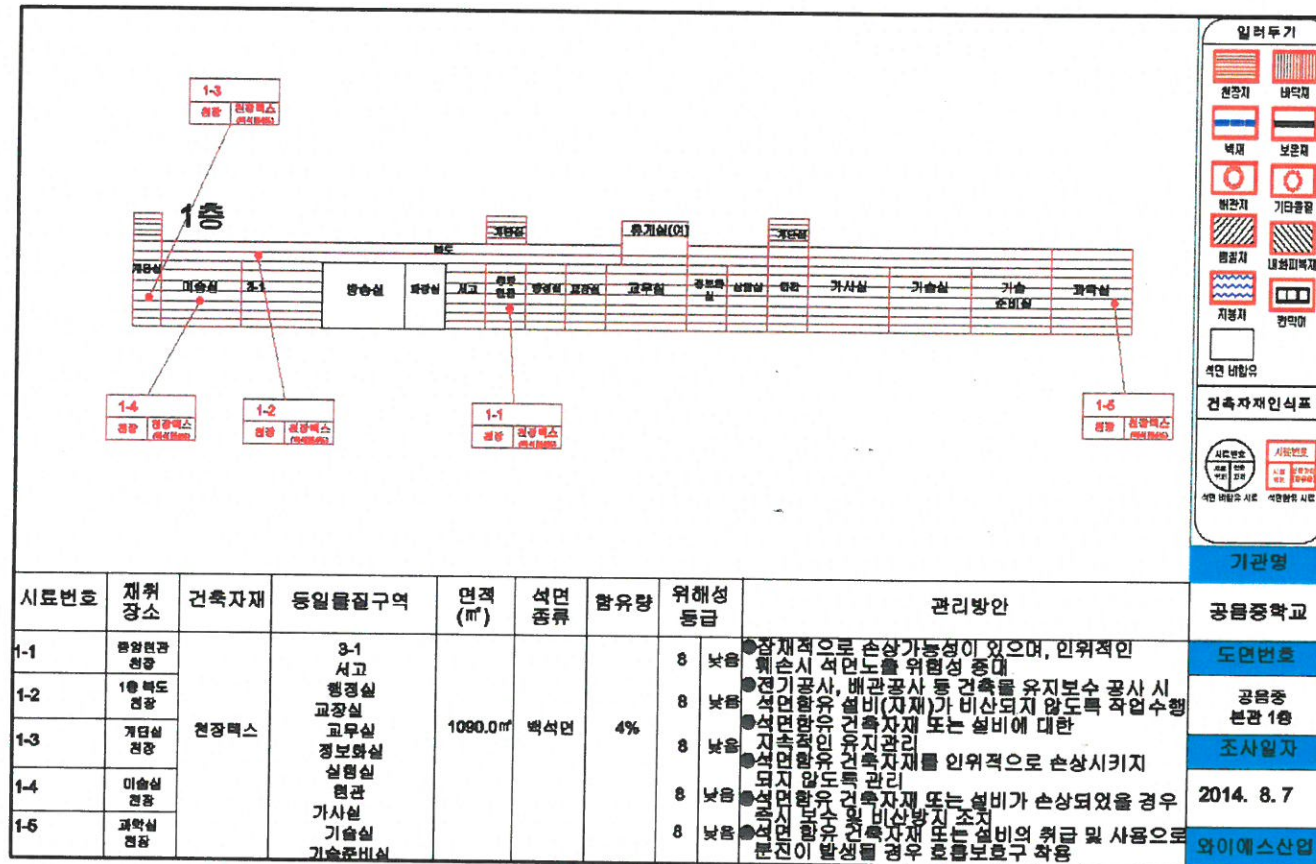 일러두기
천장재 바닥재
벽재 보온재
배관재 기타물질
뿜칠재 내화피복재
지붕재 칸막이
석면 비함유
건축자재인식표
시료번호
시료번호
석면 비함유 시료 석면함유 시료
1-3
천장 천장텍스
1층
계단실 휴게실(여) 계단실
복도
계단실 미술실 3-1 방송실 화장실 서고 중앙현관 행정실 교장실 교무실 정보화실 상담실 현관 가사실 기술실 기술준비실 과학실
1-4
천장 천장텍스
1-2
천장 천장텍스
1-1
천장 천장텍스
1-5
천장 천장텍스
시료번호 채취장소 건축자재 동일물질구역 면적(㎡) 석면종류 함유량 위해성등급 관리방안
1-1 중앙현관 천장 8 낮음
1-2 1층 복도 천장 8 낮음
1-3 계단실 천장 8 낮음
1-4 미술실 천장 8 낮음
1-5 과학실 천장 8 낮음
천장텍스
3-1
서고
행정실
교장실
교무실
정보화실
실험실
현관
가사실
기술실
기술준비실
1090.0㎡ 백석면 4%
●잠재적으로 손상가능성이 있으며, 인위적인
훼손시 석면노출 위험성 증대
●전기공사, 배관공사 등 건축물 유지보수 공사 시
석면함유 설비(자재)가 비산되지 않도록 작업수행
●석면함유 건축자재 또는 설비에 대한
지속적인 유지관리
●석면함유 건축자재를 인위적으로 손상시키지
되지 않도록 관리
●석면함유 건축자재 또는 설비가 손상되었을 경우
즉시 보수 및 비산방지 조치
●석면 함유 건축자재 또는 설비의 취급 및 사용으로
분진이 발생될 경우 호흡보호구 착용
기관명
공음중학교
도면번호
공음중
본관 1층
조사일자
2014. 8. 7
와이에스산업